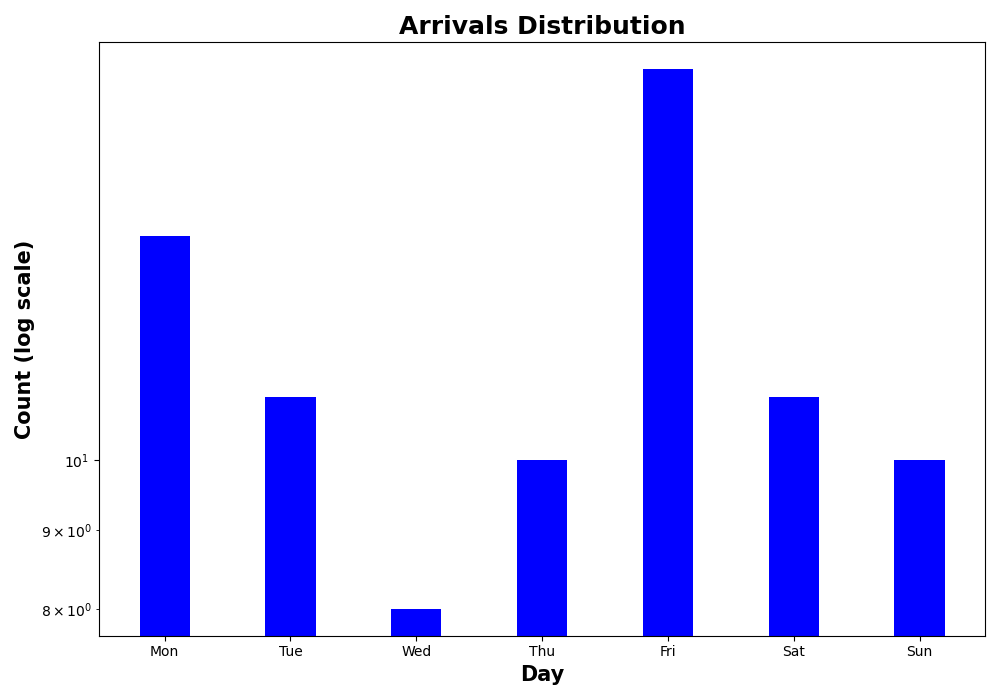 Arrivals Distribution
Count (log scale)
10¹
9 × 10⁰
8 × 10⁰
Mon Tue Wed Thu Fri Sat Sun
Day